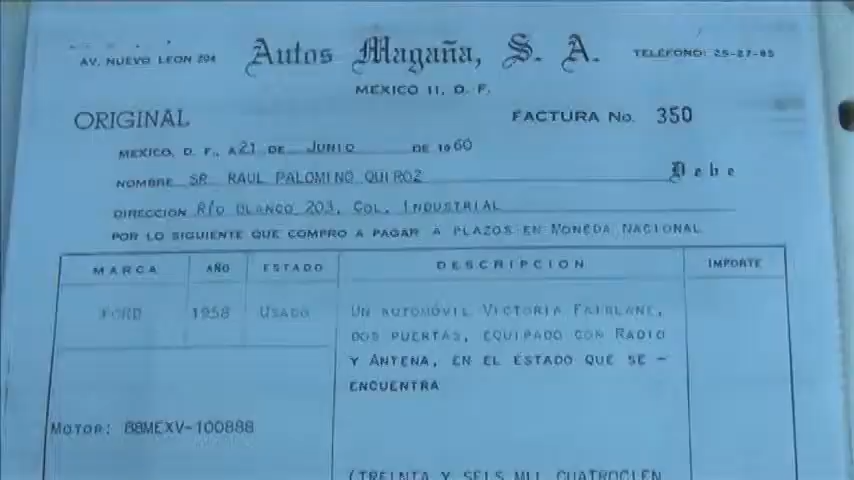 AV. NUEVO LEON 204 Autos Magaña, S. A. TELEFONO: 25-27-85
MEXICO 11, D. F.
ORIGINAL FACTURA No. 350
MEXICO, D. F., A 21 DE JUNIO DE 1960
NOMBRE SR. RAUL PALOMINO QUIROZ Debe
DIRECCION RÍO BLANCO 203, COL. INDUSTRIAL
POR LO SIGUIENTE QUE COMPRO A PAGAR A PLAZOS EN MONEDA NACIONAL
MARCA AÑO ESTADO DESCRIPCION IMPORTE
FORD 1958 USADO UN AUTOMÓVIL VICTORIA FAIRLANE,
DOS PUERTAS, EQUIPADO CON RADIO
Y ANTENA, EN EL ESTADO QUE SE -
ENCUENTRA
MOTOR: B8MEXV-100888
(TREINTA Y SEIS MIL CUATROCIEN